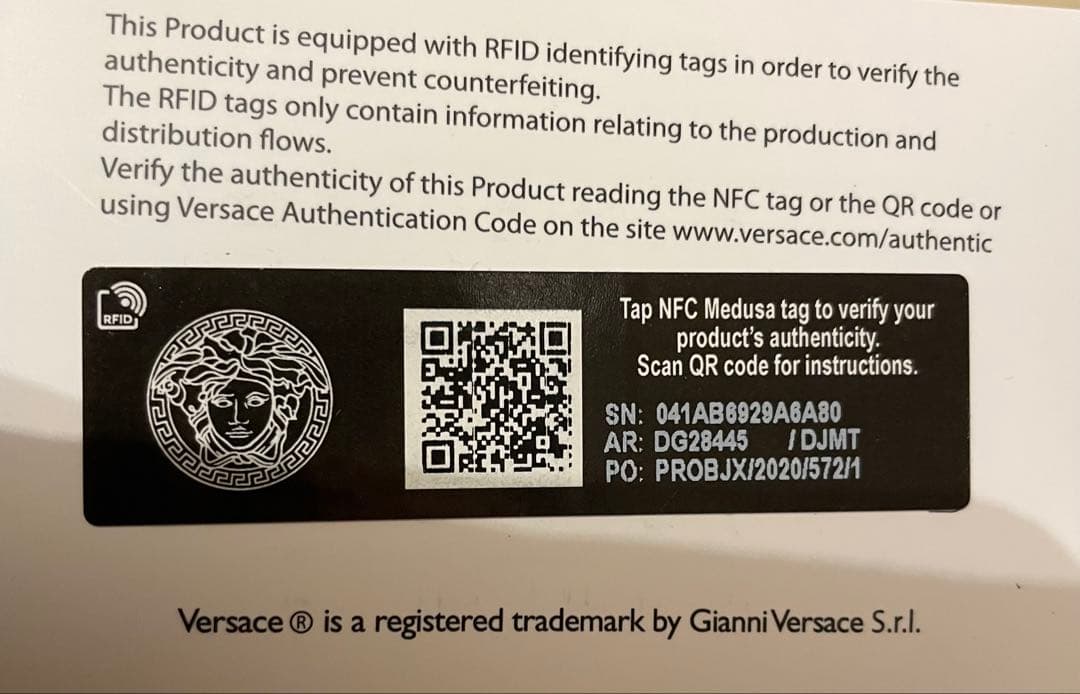 This Product is equipped with RFID identifying tags in order to verify the
authenticity and prevent counterfeiting.
The RFID tags only contain information relating to the production and
distribution flows.
Verify the authenticity of this Product reading the NFC tag or the QR code or
using Versace Authentication Code on the site www.versace.com/authentic
RFID
Tap NFC Medusa tag to verify your
product's authenticity.
Scan QR code for instructions.
SN: 041AB6929A6A80
AR: DG28445 / DJMT
PO: PROBJX/2020/572/1
Versace ® is a registered trademark by Gianni Versace S.r.l.